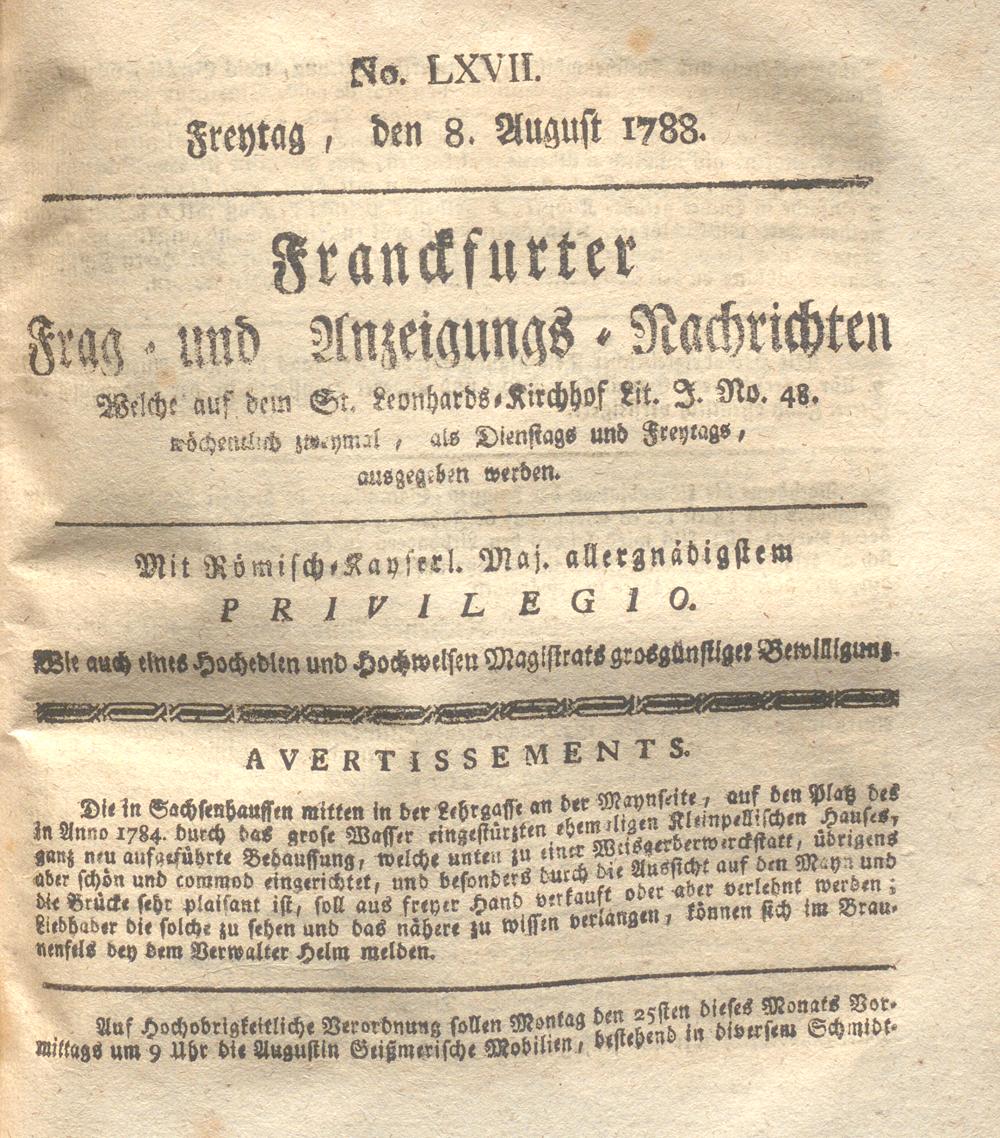 No. LXVII.
Freytag, den 8. August 1788.
Franckfurter
Frag- und Anzeigungs-Nachrichten
Welche auf dem St. Leonhards-Kirchhof Lit. J. No. 48.
wöchentlich zweymal, als Dienstags und Freytags,
ausgegeben werden.
Mit Römisch-Kayserl. Maj. allergnädigstem
PRIVILEGIO.
Wie auch eines Hochedlen und Hochweisen Magistrats grosgünstiger Bewilligung.
AVERTISSEMENTS.
Die in Sachsenhaussen mitten in der Lehrgasse an der Maynseite, auf den Platz des
in Anno 1784. durch das grose Wasser eingestürzten ehemaligen Kleinpellischen Hauses,
ganz neu aufgeführte Behaussung, welche unten zu einer Weisgerberwerckstatt, übrigens
aber schön und commod eingerichtet, und besonders durch die Aussicht auf den Mayn und
die Brücke sehr plaisant ist, soll aus freyer Hand verkauft oder aber verlehnt werden;
Liebhaber die solche zu sehen und das nähere zu wissen verlangen, können sich im Brau-
nenfels bey dem Verwalter Helm melden.
Auf Hochobrigkeitliche Verordnung sollen Montag den 25sten dieses Monats Vor-
mittags um 9 Uhr die Augustin Geißmerische Mobilien, bestehend in diversem Schmidt-